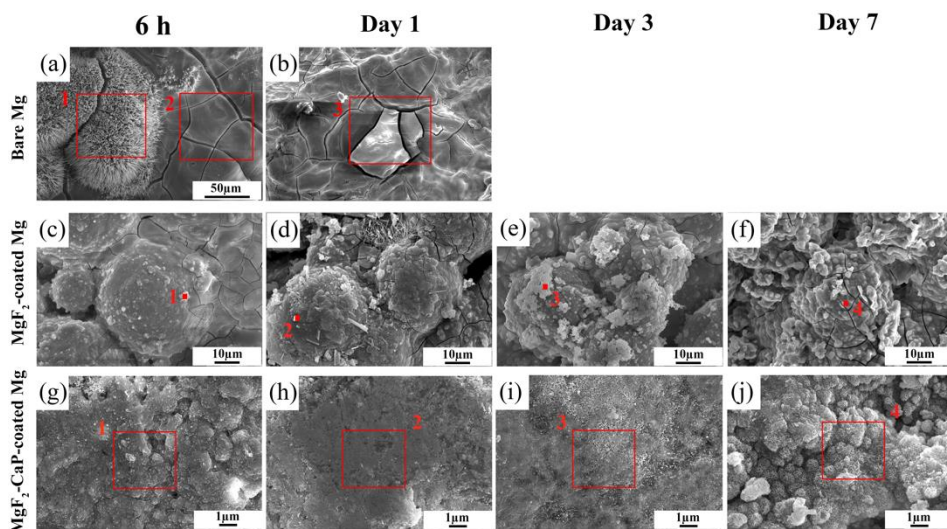 6 h Day 1 Day 3 Day 7
Bare Mg
(a) 1 2 50µm
(b) 3
MgF₂-coated Mg
(c) 1 10µm
(d) 2 10µm
(e) 3 10µm
(f) 4 10µm
MgF₂-CaP-coated Mg
(g) 1 1µm
(h) 2 1µm
(i) 3 1µm
(j) 4 1µm